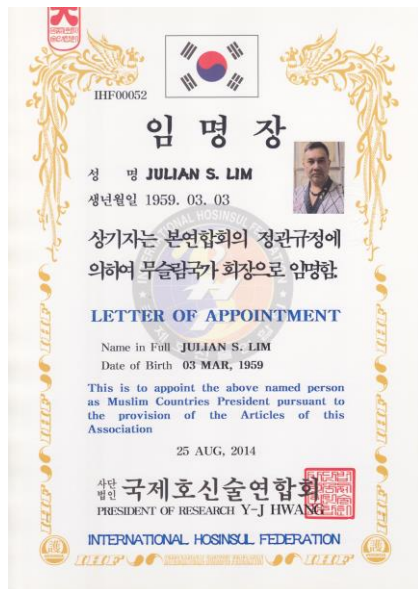 IHF00052
임 명 장
성 명 JULIAN S. LIM
생년월일 1959. 03. 03
상기자는 본연합회의 정관규정에
의하여 무슬림국가 회장으로 임명함.
LETTER OF APPOINTMENT
Name in Full JULIAN S. LIM
Date of Birth 03 MAR, 1959
This is to appoint the above named person
as Muslim Countries President pursuant to
the provision of the Articles of this
Association
25 AUG, 2014
사단법인 국제호신술연합회
PRESIDENT OF RESEARCH Y-J HWANG
INTERNATIONAL HOSINSUL FEDERATION